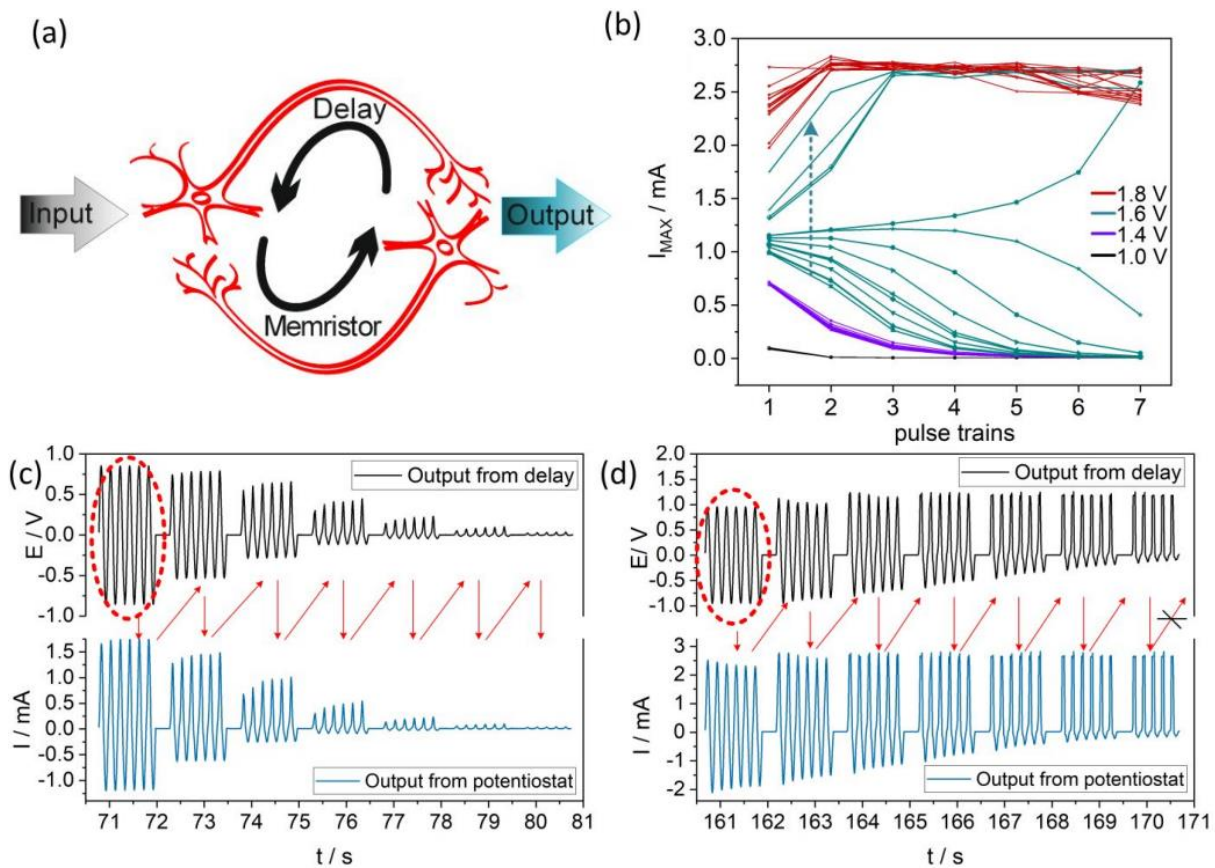 (a)
Delay
Input
Output
Memristor
(b)
3.0
2.5
2.0
1.5
1.0
0.5
0.0
I_MAX / mA
1.8 V
1.6 V
1.4 V
1.0 V
1 2 3 4 5 6 7
pulse trains
(c)
1.0
0.5
0.0
-0.5
-1.0
E / V
Output from delay
1.5
1.0
0.5
0.0
-0.5
-1.0
I / mA
Output from potentiostat
71 72 73 74 75 76 77 78 79 80 81
t / s
(d)
2.0
1.5
1.0
0.5
0.0
-0.5
-1.0
E/ V
Output from delay
3
2
1
0
-1
-2
I / mA
Output from potentiostat
161 162 163 164 165 166 167 168 169 170 171
t / s